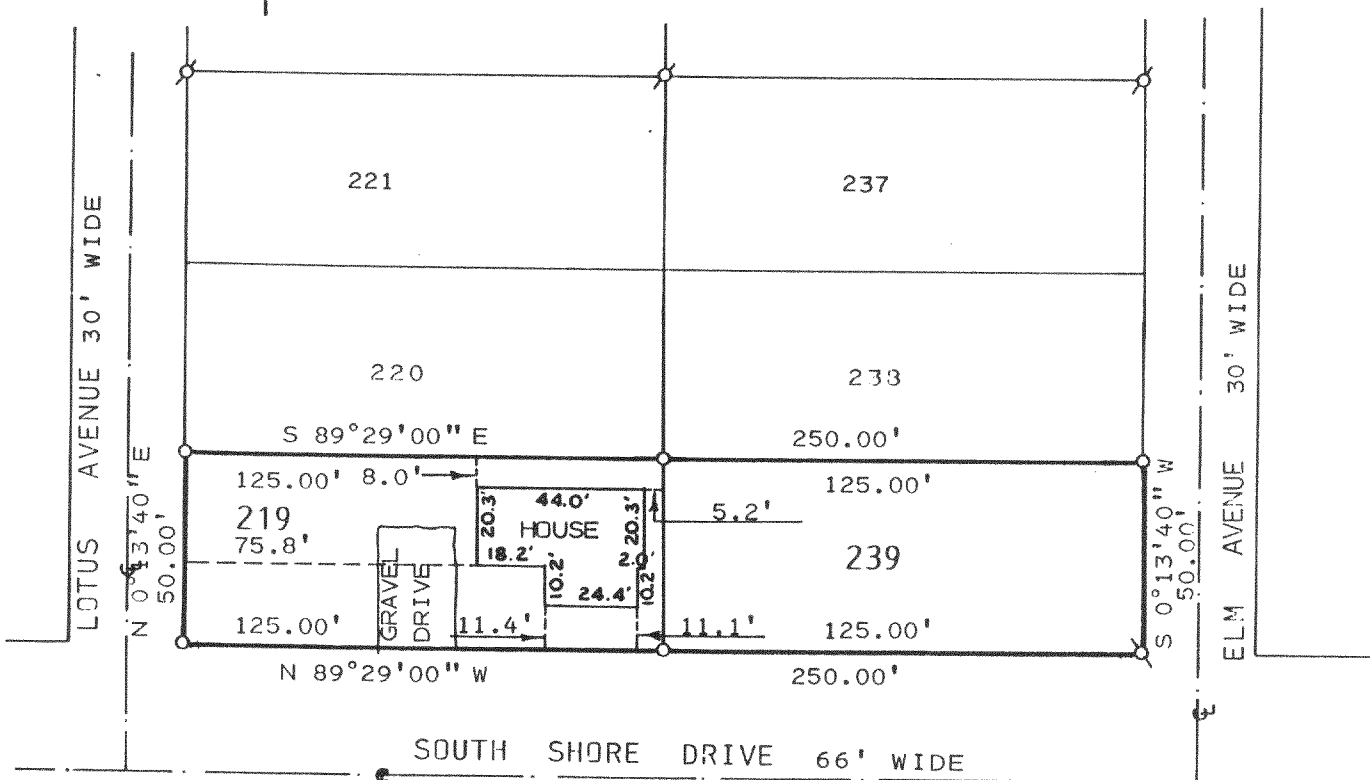 221
237
LOTUS AVENUE 30' WIDE
30' WIDE
ELM AVENUE
220
238
S 89°29'00" E
250.00'
N 0°13'40" E
50.00'
125.00'
8.0'
125.00'
S 0°13'40" W
50.00'
219
44.0'
20.3'
20.3'
5.2'
HOUSE
75.8'
18.2'
2.0'
239
GRAVEL
DRIVE
10.2'
24.4'
10.2'
125.00'
11.4'
11.1'
125.00'
N 89°29'00" W
250.00'
SOUTH SHORE DRIVE 66' WIDE